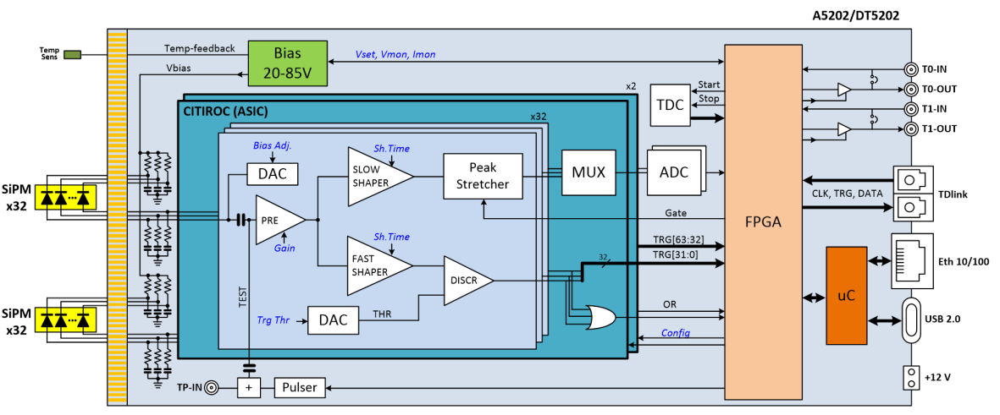 A5202/DT5202
Temp
Sens
Temp-feedback
Vbias
Bias
20-85V
Vset, Vmon, Imon
x2
CITIROC (ASIC)
x32
Bias Adj.
DAC
SLOW
SHAPER
Sh.Time
Peak
Stretcher
MUX
ADC
TDC
Start
Stop
FPGA
T0-IN
T0-OUT
T1-IN
T1-OUT
CLK, TRG, DATA
TDlink
SiPM
x32
PRE
Gain
Gate
TRG[63:32]
TRG[31:0]
32
Sh.Time
FAST
SHAPER
DISCR
TEST
Trg Thr
DAC
THR
OR
Config
uC
Eth 10/100
USB 2.0
+12 V
SiPM
x32
TP-IN
+
Pulser